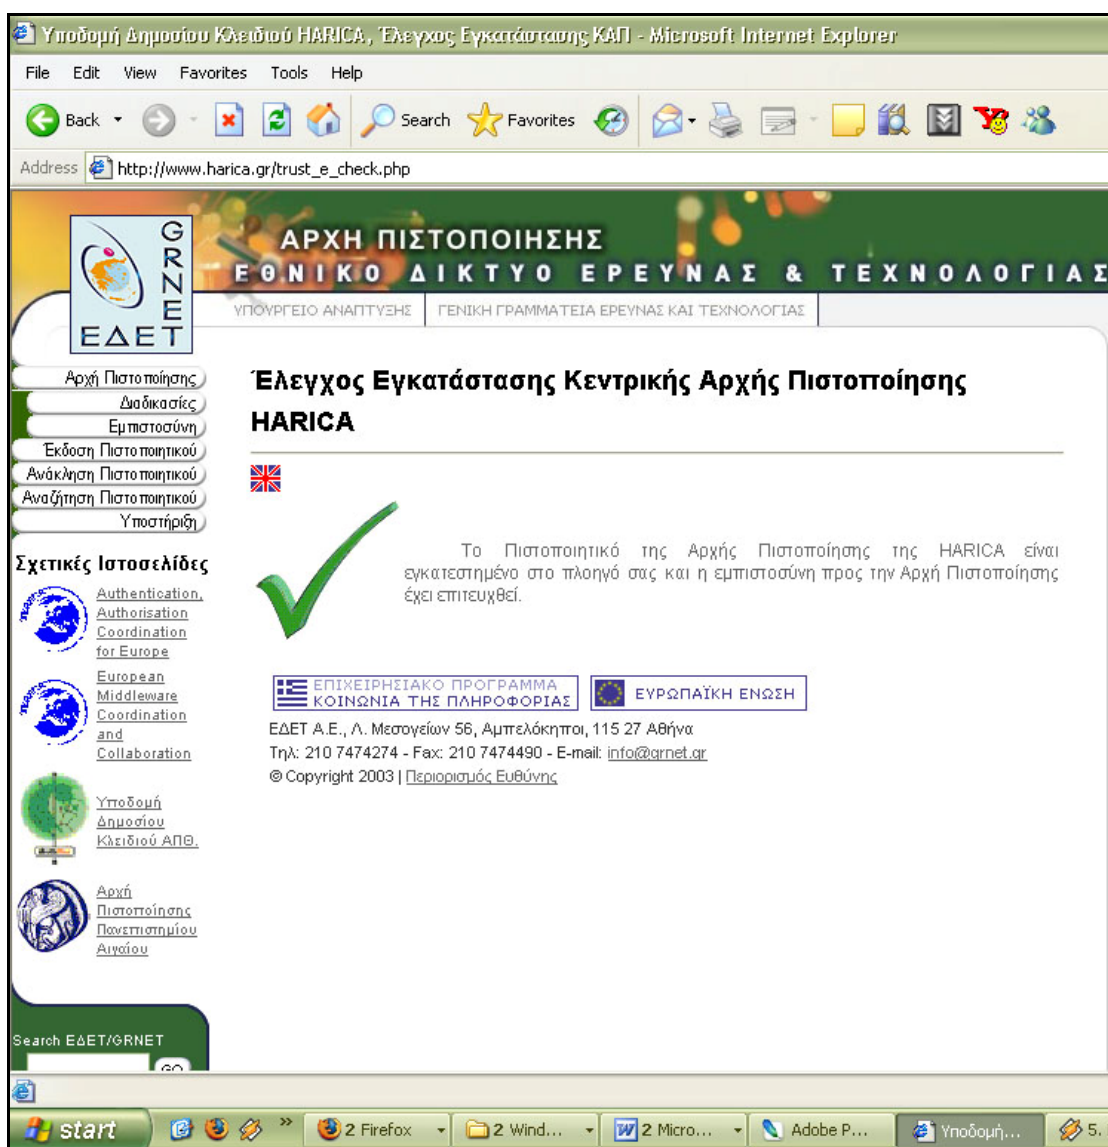 Υποδομή Δημοσίου Κλειδιού HARICA, Έλεγχος Εγκατάστασης ΚΑΠ - Microsoft Internet Explorer
File Edit View Favorites Tools Help
Back Search Favorites
Address http://www.harica.gr/trust_e_check.php
GRNET
ΕΔΕΤ
ΑΡΧΗ ΠΙΣΤΟΠΟΙΗΣΗΣ
ΕΘΝΙΚΟ ΔΙΚΤΥΟ ΕΡΕΥΝΑΣ & ΤΕΧΝΟΛΟΓΙΑΣ
ΥΠΟΥΡΓΕΙΟ ΑΝΑΠΤΥΞΗΣ ΓΕΝΙΚΗ ΓΡΑΜΜΑΤΕΙΑ ΕΡΕΥΝΑΣ ΚΑΙ ΤΕΧΝΟΛΟΓΙΑΣ
Αρχή Πιστοποίησης
Διαδικασίες
Εμπιστοσύνη
Έκδοση Πιστοποιητικού
Ανάκληση Πιστοποιητικού
Αναζήτηση Πιστοποιητικού
Υποστήριξη
Σχετικές Ιστοσελίδες
Authentication,
Authorisation
Coordination
for Europe
European
Middleware
Coordination
and
Collaboration
Υποδομή
Δημοσίου
Κλειδιού ΑΠΘ.
Αρχή
Πιστοποίησης
Πανεπιστημίου
Αιγαίου
Search ΕΔΕΤ/GRNET
GO
Έλεγχος Εγκατάστασης Κεντρικής Αρχής Πιστοποίησης
HARICA
Το Πιστοποιητικό της Αρχής Πιστοποίησης της HARICA είναι
εγκατεστημένο στο πλοηγό σας και η εμπιστοσύνη προς την Αρχή Πιστοποίησης
έχει επιτευχθεί.
ΕΠΙΧΕΙΡΗΣΙΑΚΟ ΠΡΟΓΡΑΜΜΑ
ΚΟΙΝΩΝΙΑ ΤΗΣ ΠΛΗΡΟΦΟΡΙΑΣ
ΕΥΡΩΠΑΪΚΗ ΕΝΩΣΗ
ΕΔΕΤ Α.Ε., Λ. Μεσογείων 56, Αμπελόκηποι, 115 27 Αθήνα
Τηλ: 210 7474274 - Fax: 210 7474490 - E-mail: info@grnet.gr
© Copyright 2003 | Περιορισμός Ευθύνης
start » 2 Firefox 2 Wind... 2 Micro... Adobe P... Υποδομή... 5.